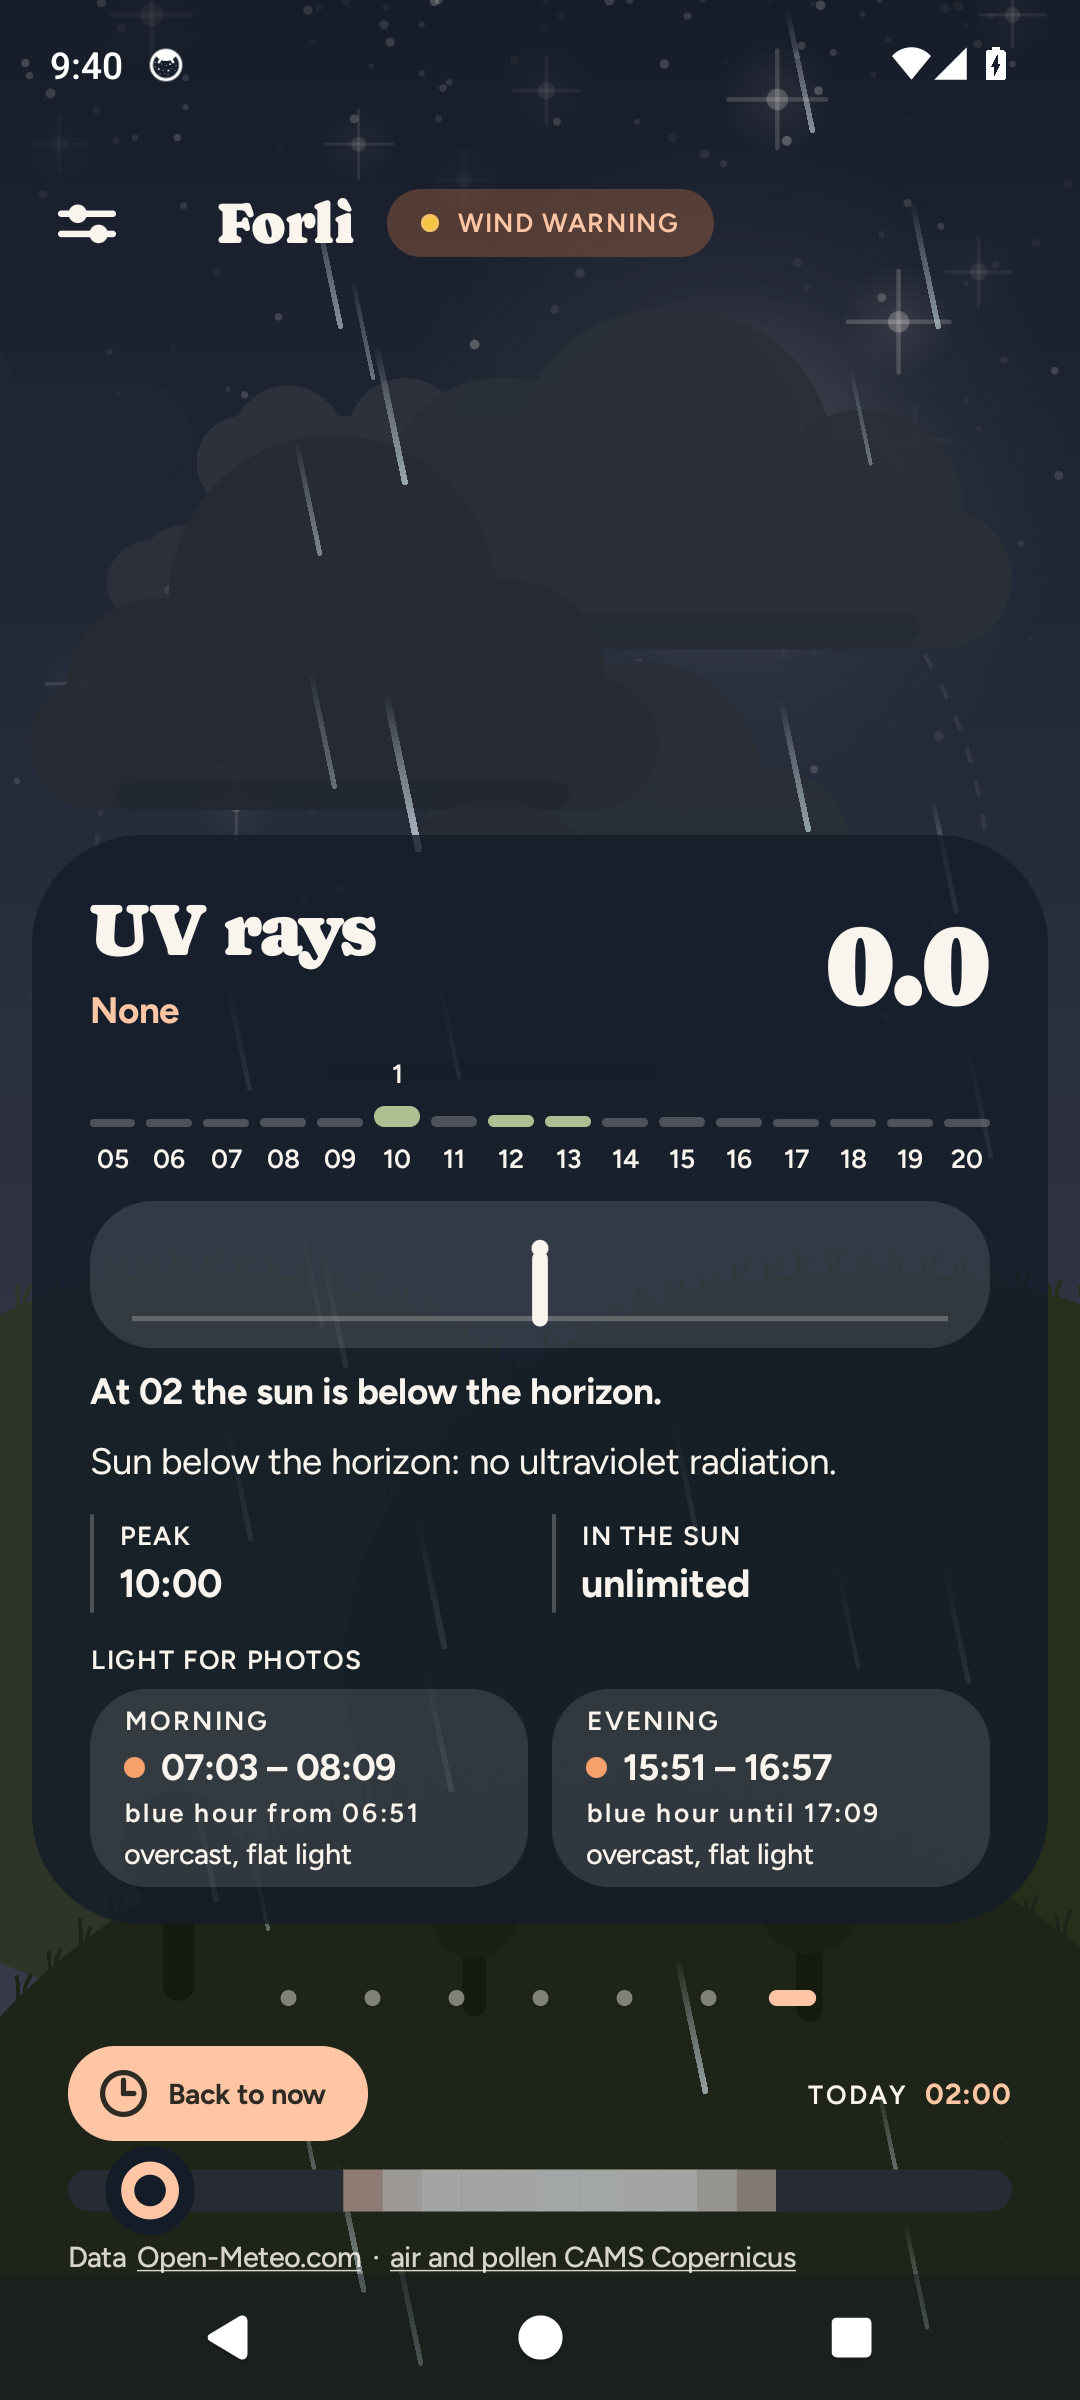 9:40
Forlì
WIND WARNING
UV rays
0.0
None
1
05 06 07 08 09 10 11 12 13 14 15 16 17 18 19 20
At 02 the sun is below the horizon.
Sun below the horizon: no ultraviolet radiation.
PEAK
10:00
IN THE SUN
unlimited
LIGHT FOR PHOTOS
MORNING
07:03 – 08:09
blue hour from 06:51
overcast, flat light
EVENING
15:51 – 16:57
blue hour until 17:09
overcast, flat light
Back to now
TODAY 02:00
Data Open-Meteo.com · air and pollen CAMS Copernicus